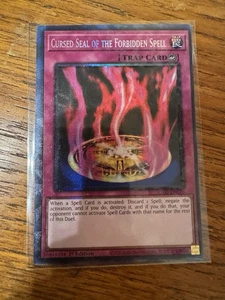 Cursed Seal of the Forbidden Spell
[Trap Card
When a Spell Card is activated: Discard 1 Spell; negate the
activation, and if you do, destroy it, and if you do that, your
opponent cannot activate Spell Cards with that name for the rest
of this Duel.
1st Edition